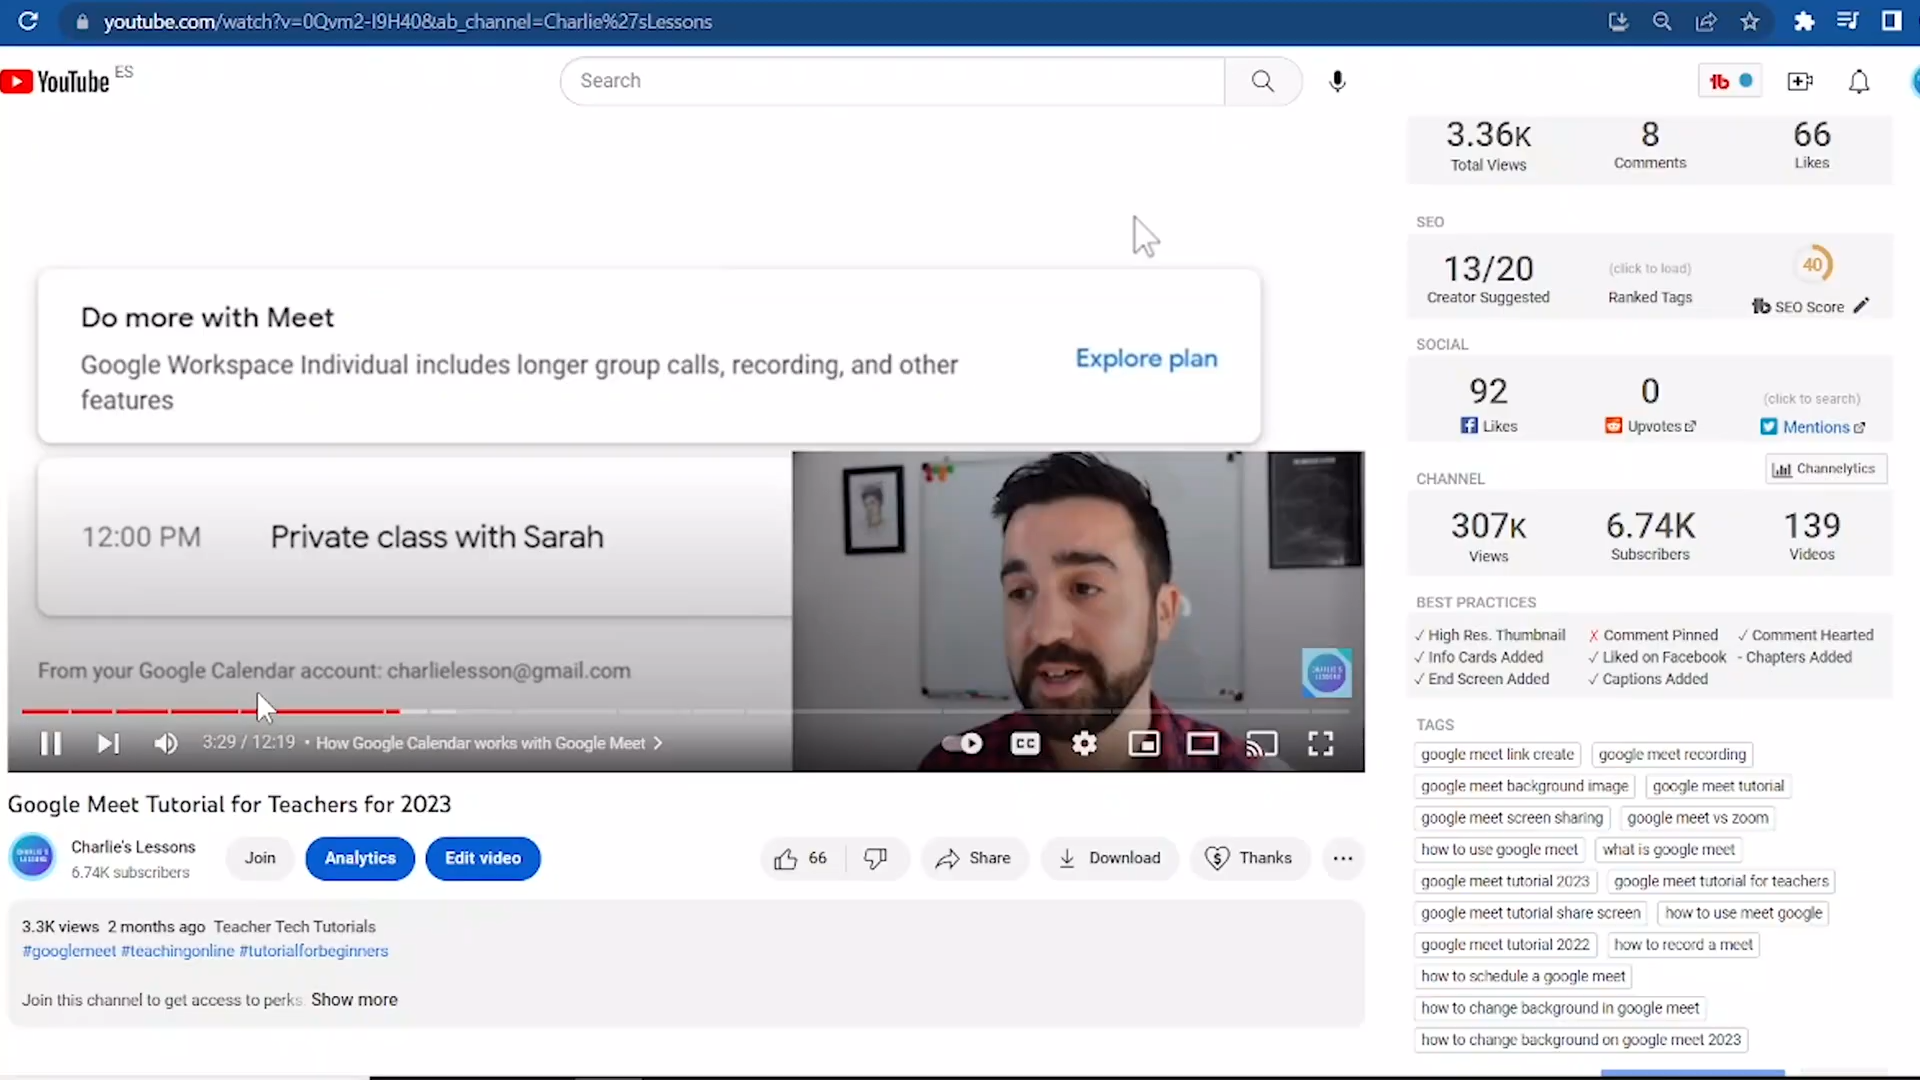 youtube.com/watch?v=0Qvm2-I9H40&ab_channel=Charlie%27sLessons
YouTube ES
Search
3.36K 8 66
Total Views Comments Likes
SEO
13/20 (click to load) 40
Creator Suggested Ranked Tags SEO Score
SOCIAL
92 0 (click to search)
Likes Upvotes Mentions
CHANNEL Channelytics
307K 6.74K 139
Views Subscribers Videos
BEST PRACTICES
✓ High Res. Thumbnail ✗ Comment Pinned ✓ Comment Hearted
✓ Info Cards Added ✓ Liked on Facebook - Chapters Added
✓ End Screen Added ✓ Captions Added
TAGS
google meet link create google meet recording
google meet background image google meet tutorial
google meet screen sharing google meet vs zoom
how to use google meet what is google meet
google meet tutorial 2023 google meet tutorial for teachers
google meet tutorial share screen how to use meet google
google meet tutorial 2022 how to record a meet
how to schedule a google meet
how to change background in google meet
how to change background on google meet 2023
Do more with Meet
Google Workspace Individual includes longer group calls, recording, and other
features
Explore plan
12:00 PM Private class with Sarah
From your Google Calendar account: charlielesson@gmail.com
CHARLIE'S
LESSONS
3:29 / 12:19 • How Google Calendar works with Google Meet >
CC
Google Meet Tutorial for Teachers for 2023
CHARLIE'S
LESSONS
Charlie's Lessons
6.74K subscribers
Join Analytics Edit video 66 Share Download Thanks ...
3.3K views 2 months ago Teacher Tech Tutorials
#googlemeet #teachingonline #tutorialforbeginners
Join this channel to get access to perks. Show more